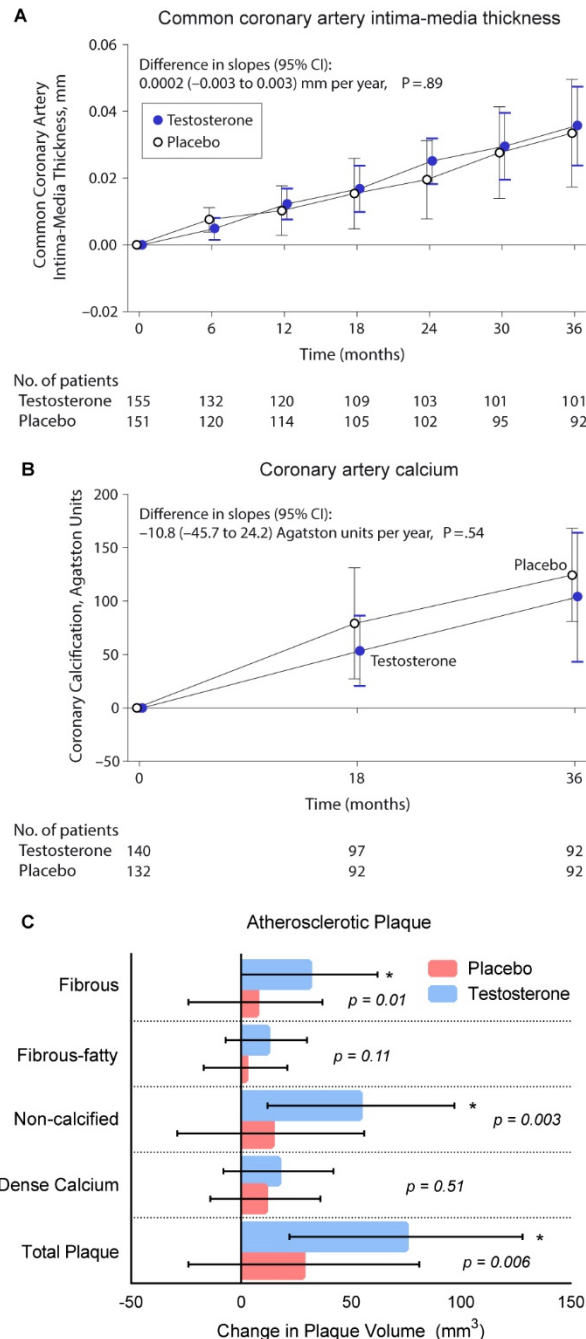 A
Common coronary artery intima-media thickness
Difference in slopes (95% CI):
0.0002 (–0.003 to 0.003) mm per year, P =.89
Testosterone
Placebo
Common Coronary Artery
Intima-Media Thickness, mm
0.06
0.04
0.02
0.00
–0.02
0 6 12 18 24 30 36
Time (months)
No. of patients
Testosterone 155 132 120 109 103 101 101
Placebo 151 120 114 105 102 95 92
B
Coronary artery calcium
Difference in slopes (95% CI):
–10.8 (–45.7 to 24.2) Agatston units per year, P =.54
Coronary Calcification, Agatston Units
200
150
100
50
0
–50
Placebo
Testosterone
0 18 36
Time (months)
No. of patients
Testosterone 140 97 92
Placebo 132 92 92
C
Atherosclerotic Plaque
Placebo
Testosterone
Fibrous
*
p = 0.01
Fibrous-fatty
p = 0.11
Non-calcified
*
p = 0.003
Dense Calcium
p = 0.51
Total Plaque
*
p = 0.006
-50 0 50 100 150
Change in Plaque Volume (mm³)